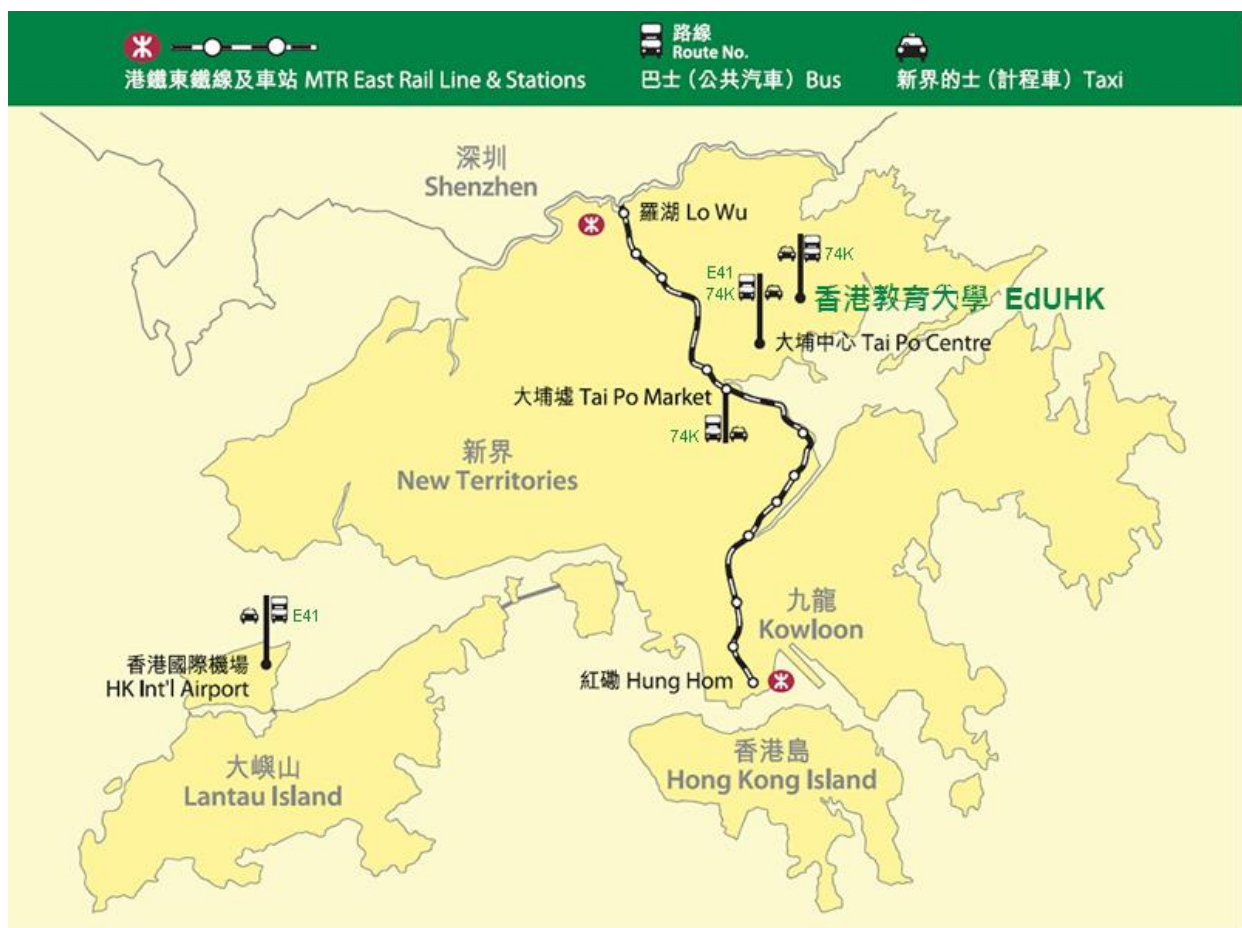 港鐵東鐵線及車站 MTR East Rail Line & Stations
路線
Route No.
巴士（公共汽車）Bus
新界的士（計程車）Taxi
深圳
Shenzhen
羅湖 Lo Wu
74K
E41
74K
香港教育大學 EdUHK
大埔中心 Tai Po Centre
大埔墟 Tai Po Market
74K
新界
New Territories
九龍
Kowloon
E41
香港國際機場
HK Int'l Airport
紅磡 Hung Hom
大嶼山
Lantau Island
香港島
Hong Kong Island